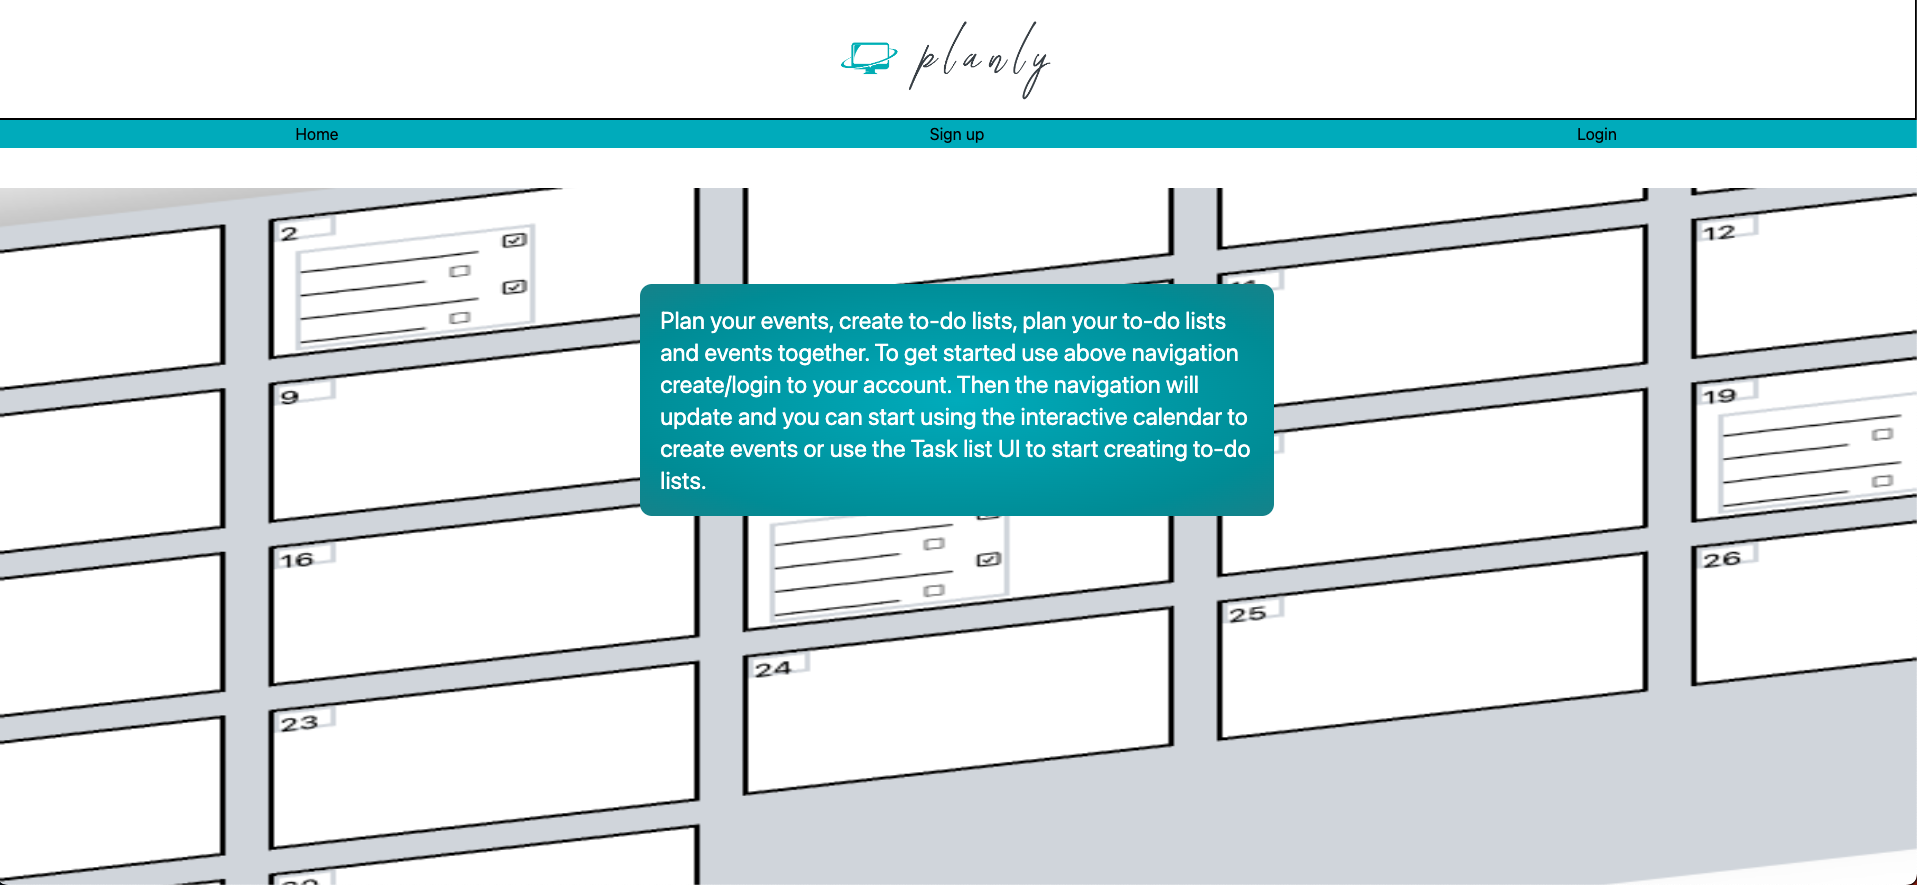 planly
Home
Sign up
Login
2
12
Plan your events, create to-do lists, plan your to-do lists
and events together. To get started use above navigation
create/login to your account. Then the navigation will
update and you can start using the interactive calendar to
create events or use the Task list UI to start creating to-do
lists.
9
19
16
26
25
24
23